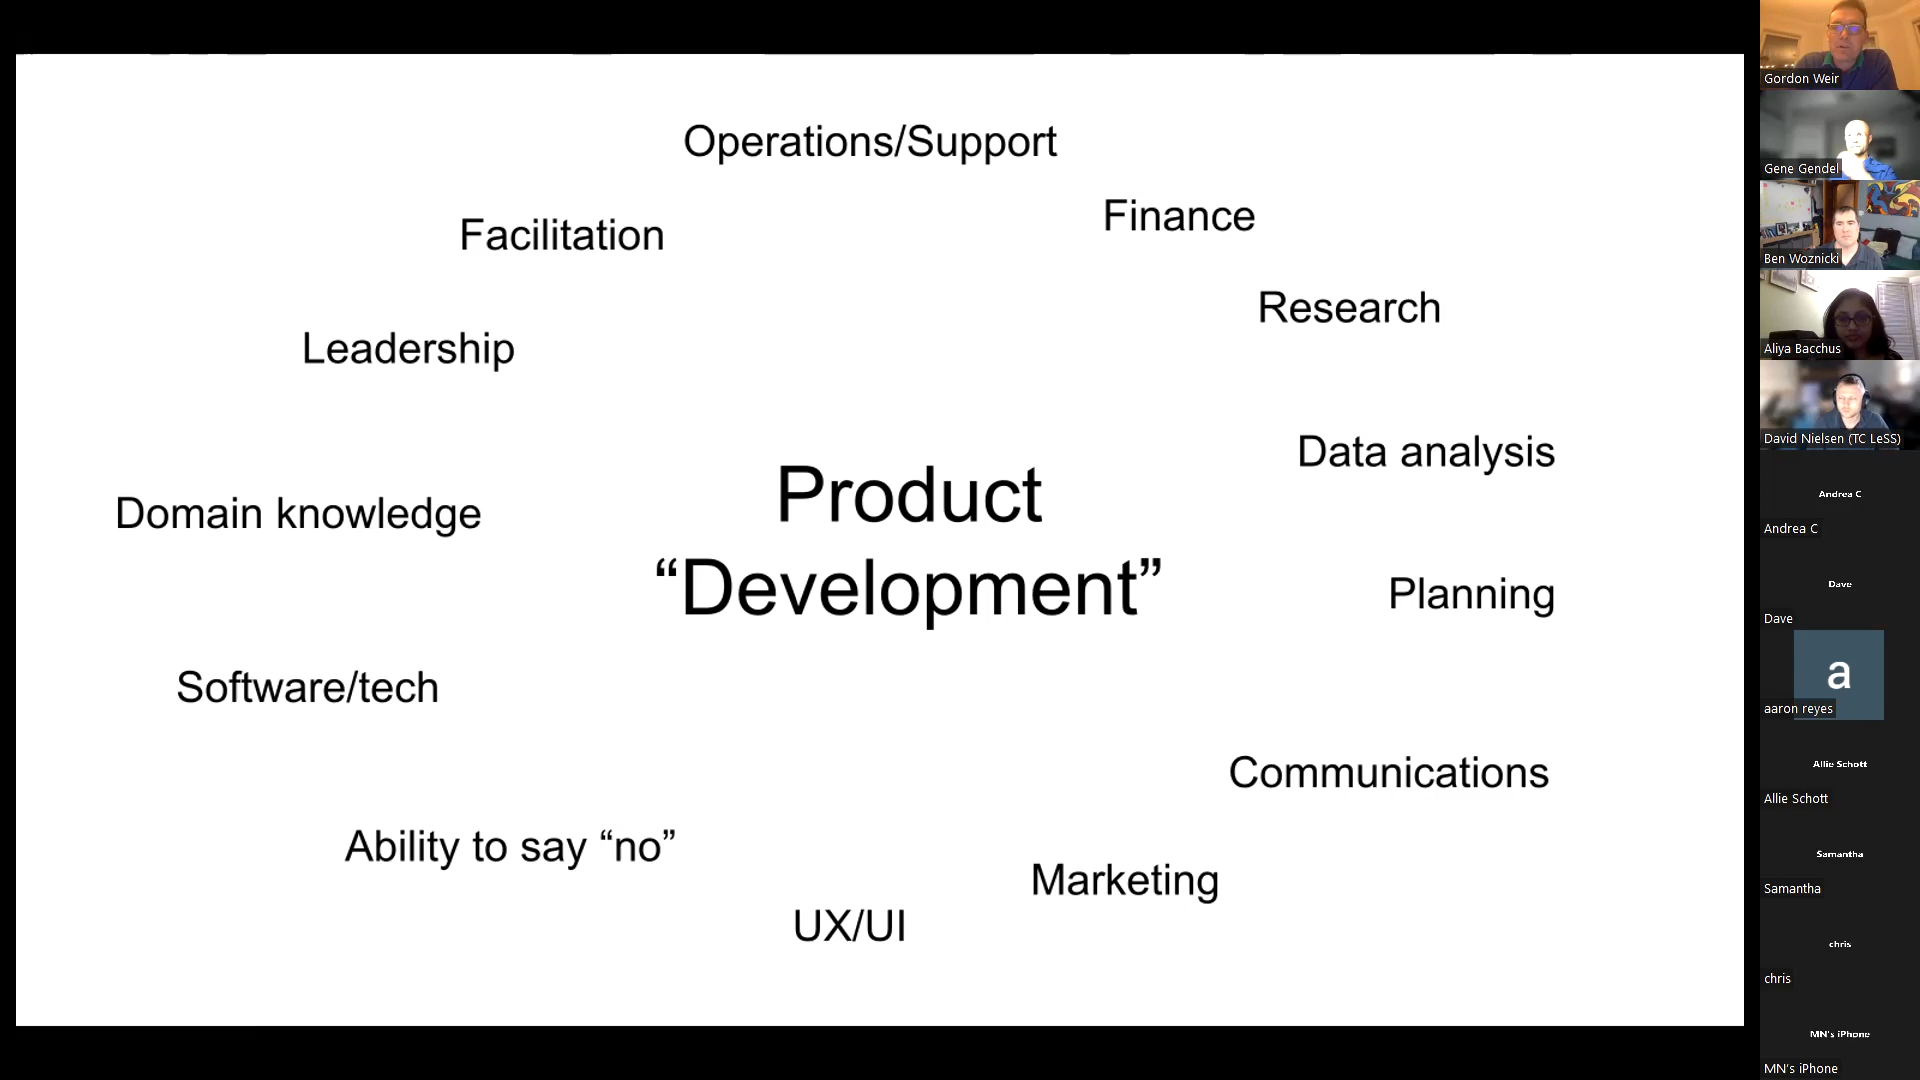 Operations/Support
Finance
Facilitation
Research
Leadership
Data analysis
Product
Domain knowledge
“Development”
Planning
Software/tech
Communications
Ability to say “no”
Marketing
UX/UI
Gordon Weir
Gene Gendel
Ben Woznicki
Aliya Bacchus
David Nielsen (TC LeSS)
Andrea C
Andrea C
Dave
Dave
a
aaron reyes
Allie Schott
Allie Schott
Samantha
Samantha
chris
chris
MN's iPhone
MN's iPhone